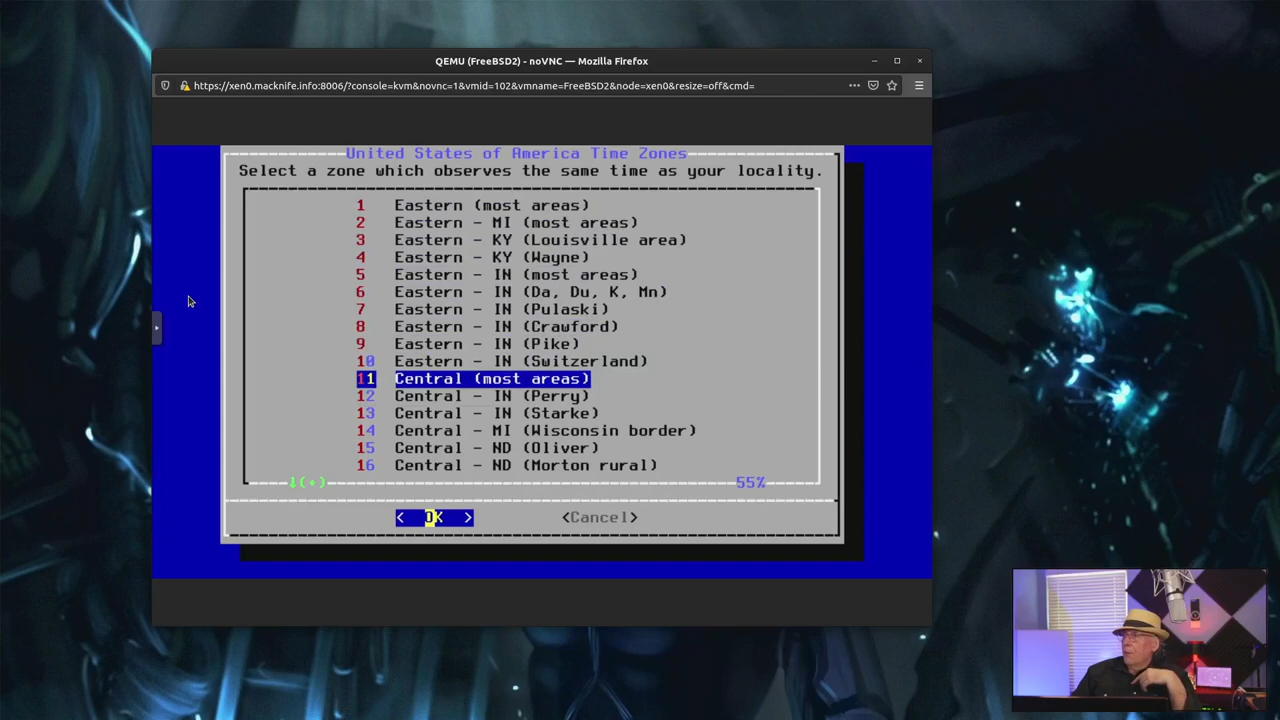 QEMU (FreeBSD2) - noVNC — Mozilla Firefox
https://xen0.macknife.info:8006/?console=kvm&novnc=1&vmid=102&vmname=FreeBSD2&node=xen0&resize=off&cmd=
United States of America Time Zones
Select a zone which observes the same time as your locality.
1 Eastern (most areas)
2 Eastern - MI (most areas)
3 Eastern - KY (Louisville area)
4 Eastern - KY (Wayne)
5 Eastern - IN (most areas)
6 Eastern - IN (Da, Du, K, Mn)
7 Eastern - IN (Pulaski)
8 Eastern - IN (Crawford)
9 Eastern - IN (Pike)
10 Eastern - IN (Switzerland)
11 Central (most areas)
12 Central - IN (Perry)
13 Central - IN (Starke)
14 Central - MI (Wisconsin border)
15 Central - ND (Oliver)
16 Central - ND (Morton rural)
↓(+) 55%
< OK > <Cancel>